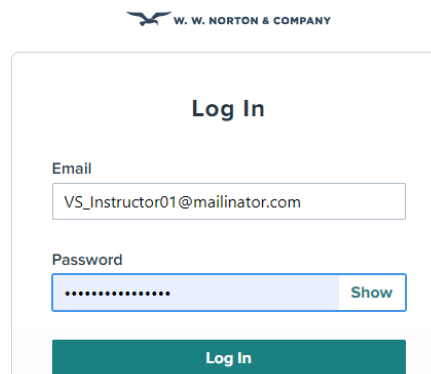 W. W. NORTON & COMPANY
Log In
Email
VS_Instructor01@mailinator.com
Password
•••••••••••••••• Show
Log In